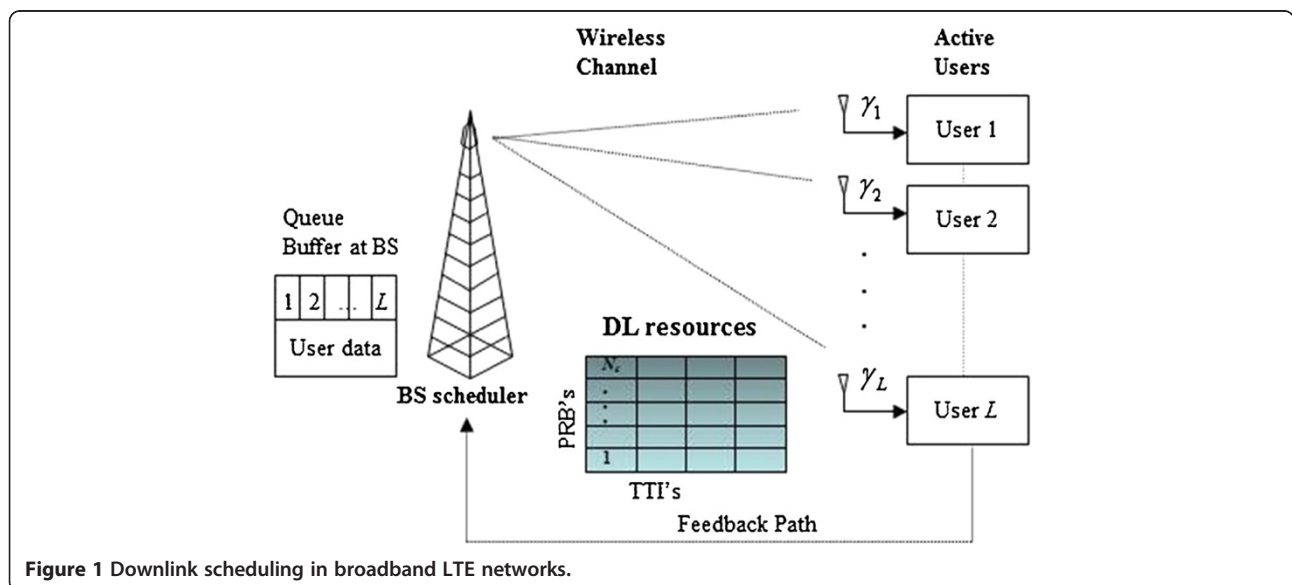 Wireless
Channel
Active
Users
γ1
User 1
γ2
User 2
.
.
.
γL
User L
Queue
Buffer at BS
1 2 ... L
User data
BS scheduler
DL resources
Nc
.
.
.
1
PRB's
TTI's
Feedback Path
Figure 1 Downlink scheduling in broadband LTE networks.